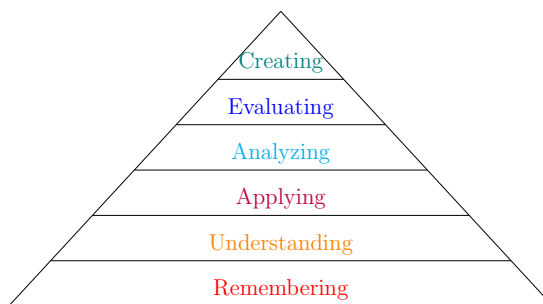 Creating
Evaluating
Analyzing
Applying
Understanding
Remembering